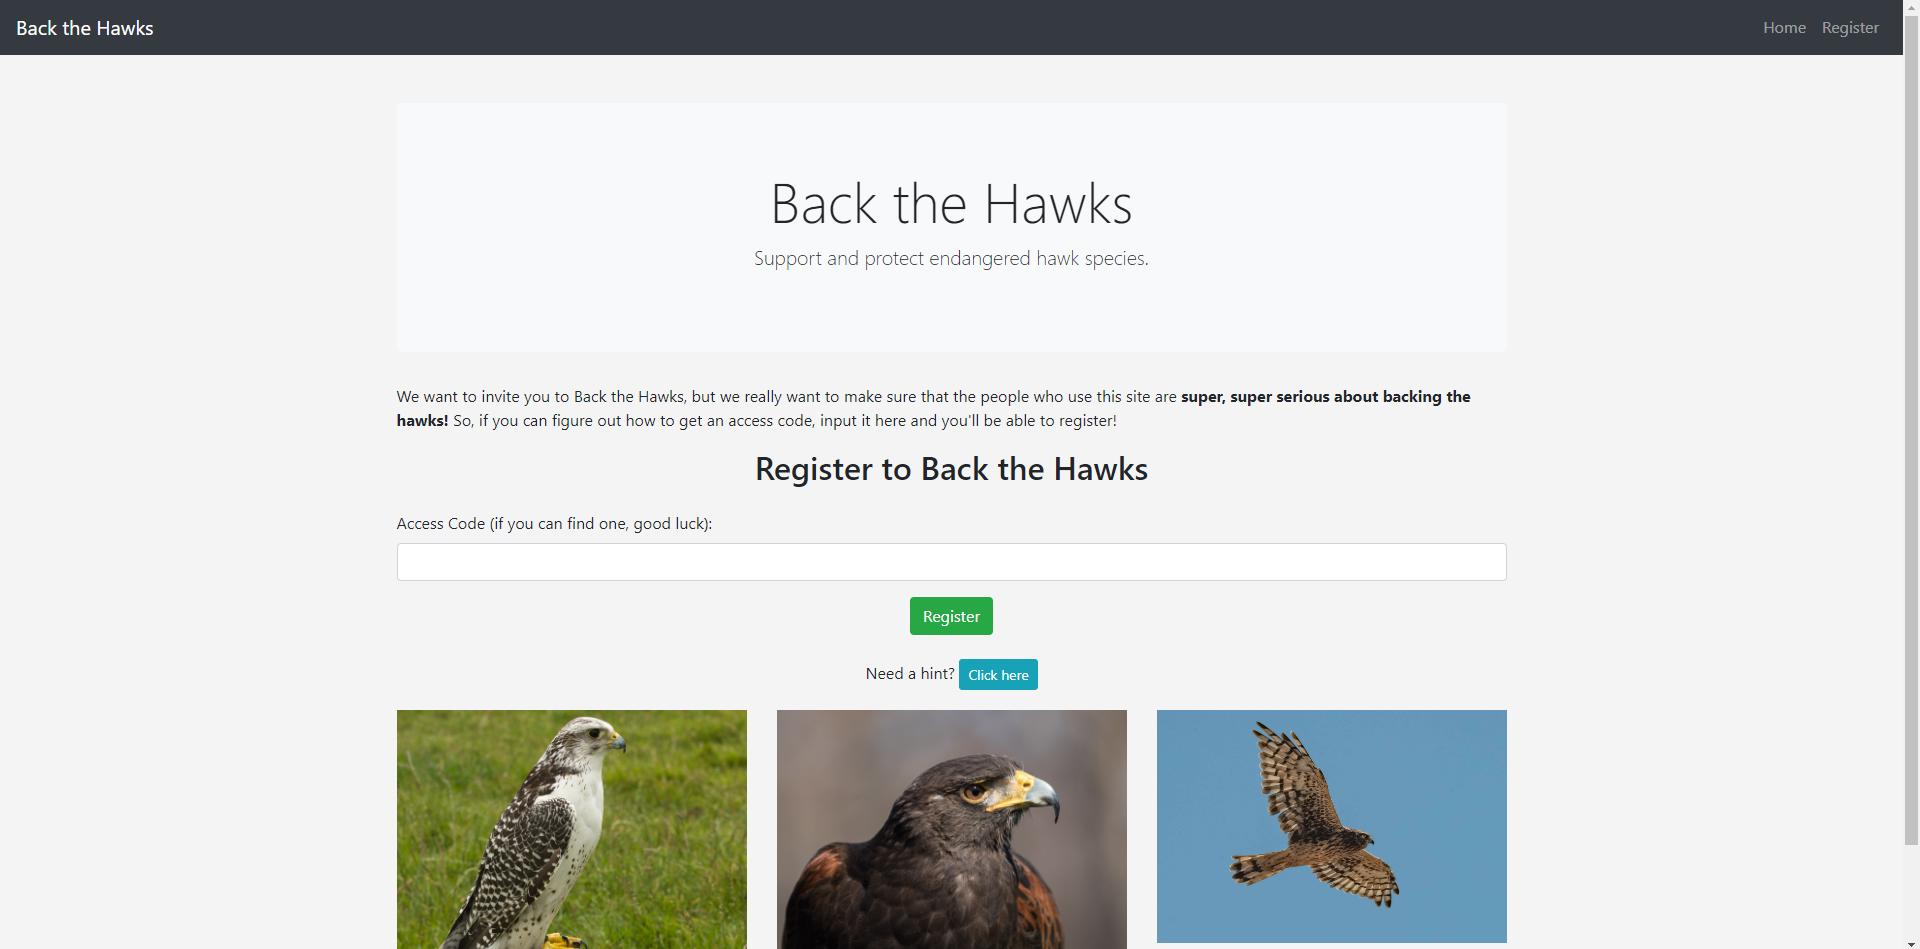 Back the Hawks
Home Register
Back the Hawks
Support and protect endangered hawk species.
We want to invite you to Back the Hawks, but we really want to make sure that the people who use this site are super, super serious about backing the
hawks! So, if you can figure out how to get an access code, input it here and you'll be able to register!
Register to Back the Hawks
Access Code (if you can find one, good luck):
Register
Need a hint? Click here